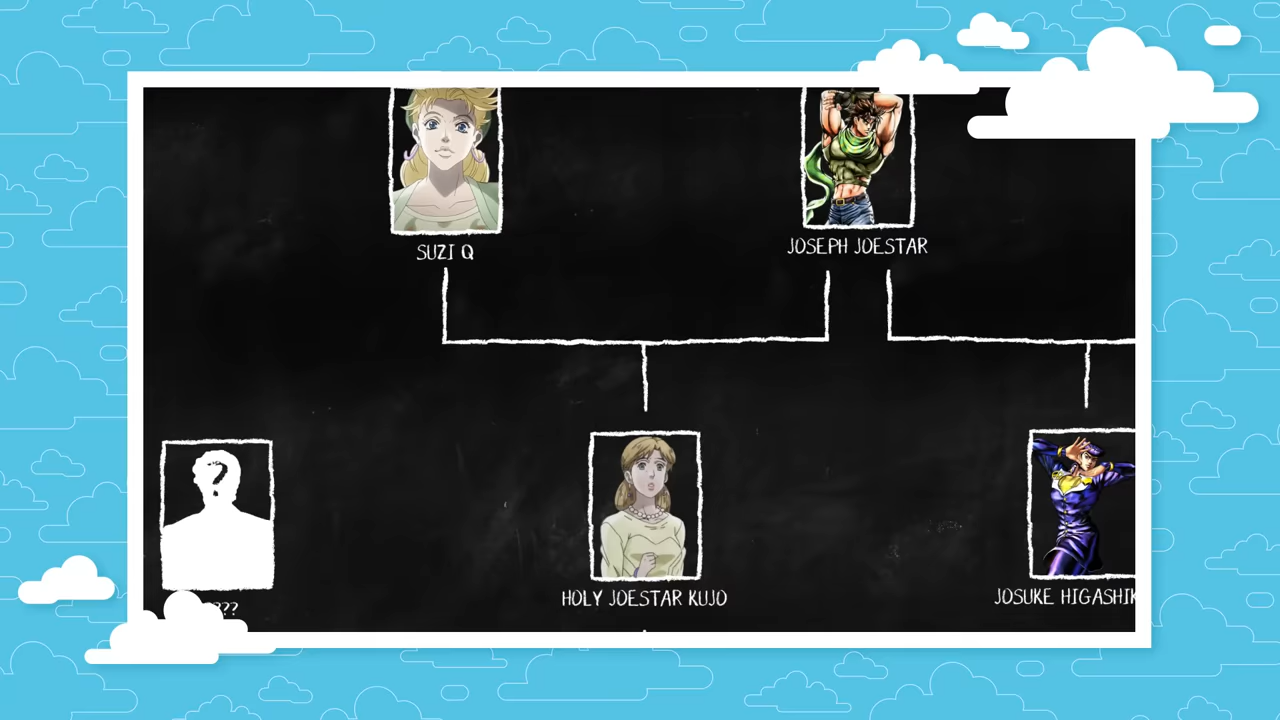 SUZI Q
JOSEPH JOESTAR
?
??
HOLY JOESTAR KUJO
JOSUKE HIGASHIK